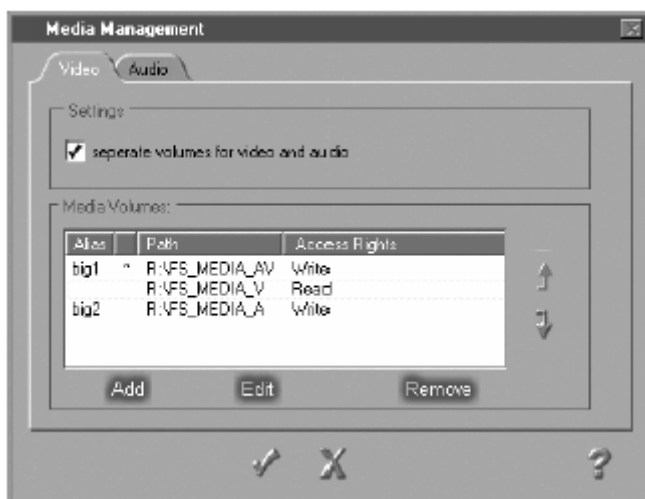 Media Management
Video Audio
Settings
seperate volumes for video and audio
Media Volumes:
Alias Path Access Rights
big1 * R:\FS_MEDIA_AV Write
R:\FS_MEDIA_V Read
big2 R:\FS_MEDIA_A Write
Add Edit Remove
?